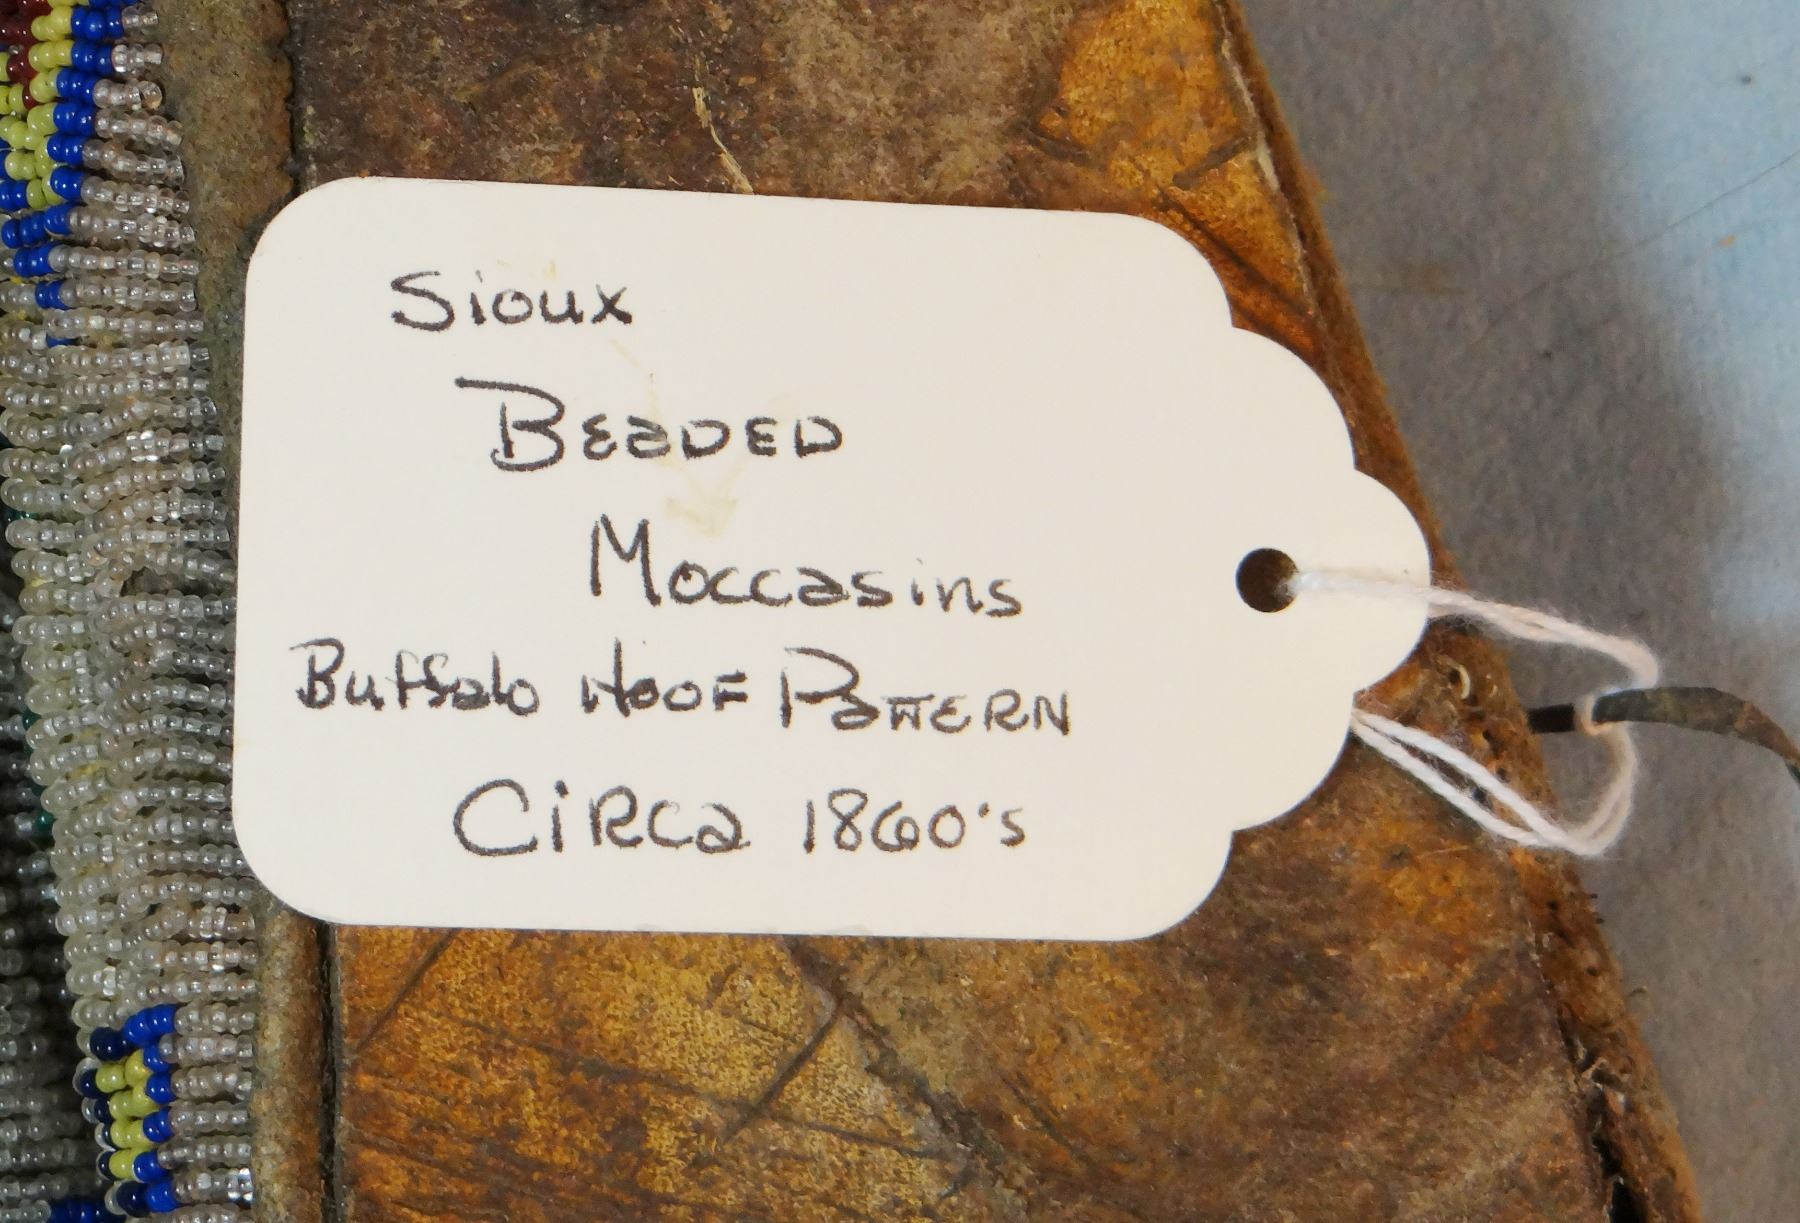 Sioux
BEADED
Moccasins
Buffalo HOOF PATTERN
CIRCA 1860's